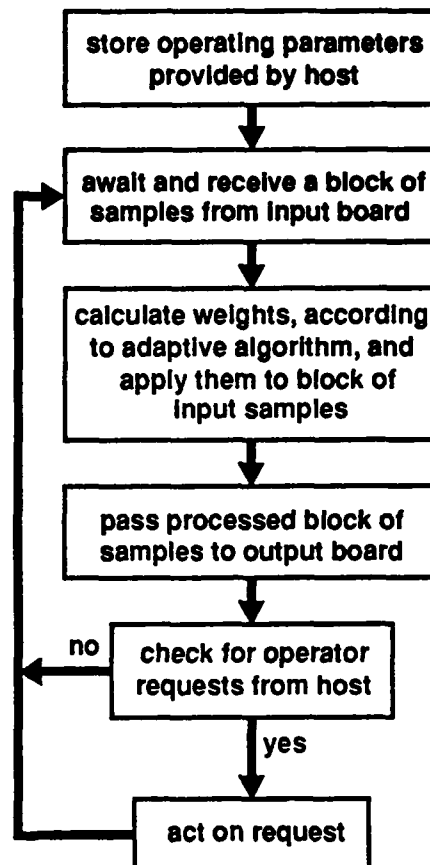 store operating parameters
provided by host
await and receive a block of
samples from input board
calculate weights, according
to adaptive algorithm, and
apply them to block of
input samples
pass processed block of
samples to output board
no
check for operator
requests from host
yes
act on request